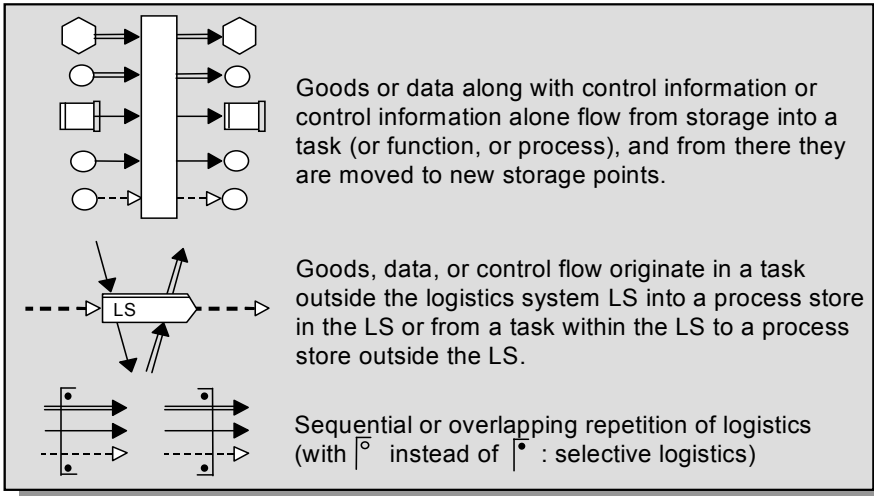 Goods or data along with control information or
control information alone flow from storage into a
task (or function, or process), and from there they
are moved to new storage points.
LS
Goods, data, or control flow originate in a task
outside the logistics system LS into a process store
in the LS or from a task within the LS to a process
store outside the LS.
Sequential or overlapping repetition of logistics
(with instead of : selective logistics)